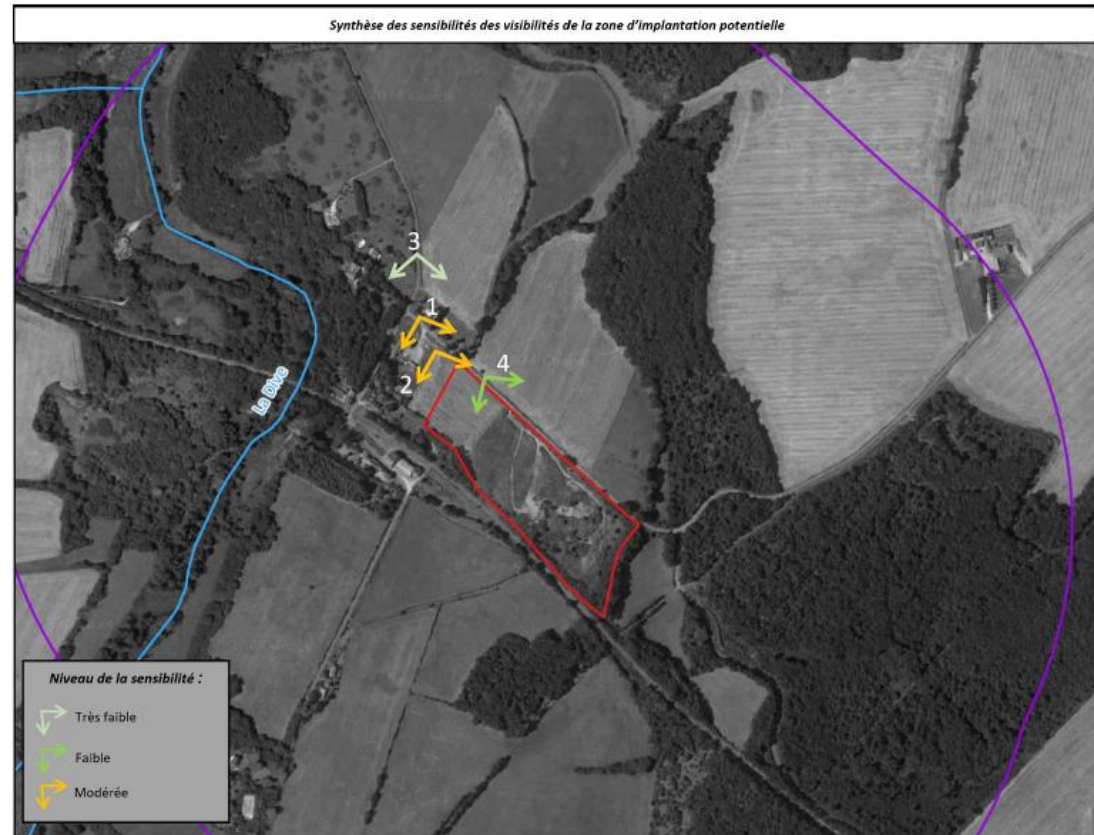 Synthèse des sensibilités des visibilités de la zone d'implantation potentielle
3
1
2
4
La Dive
Niveau de la sensibilité :
Très faible
Faible
Modérée